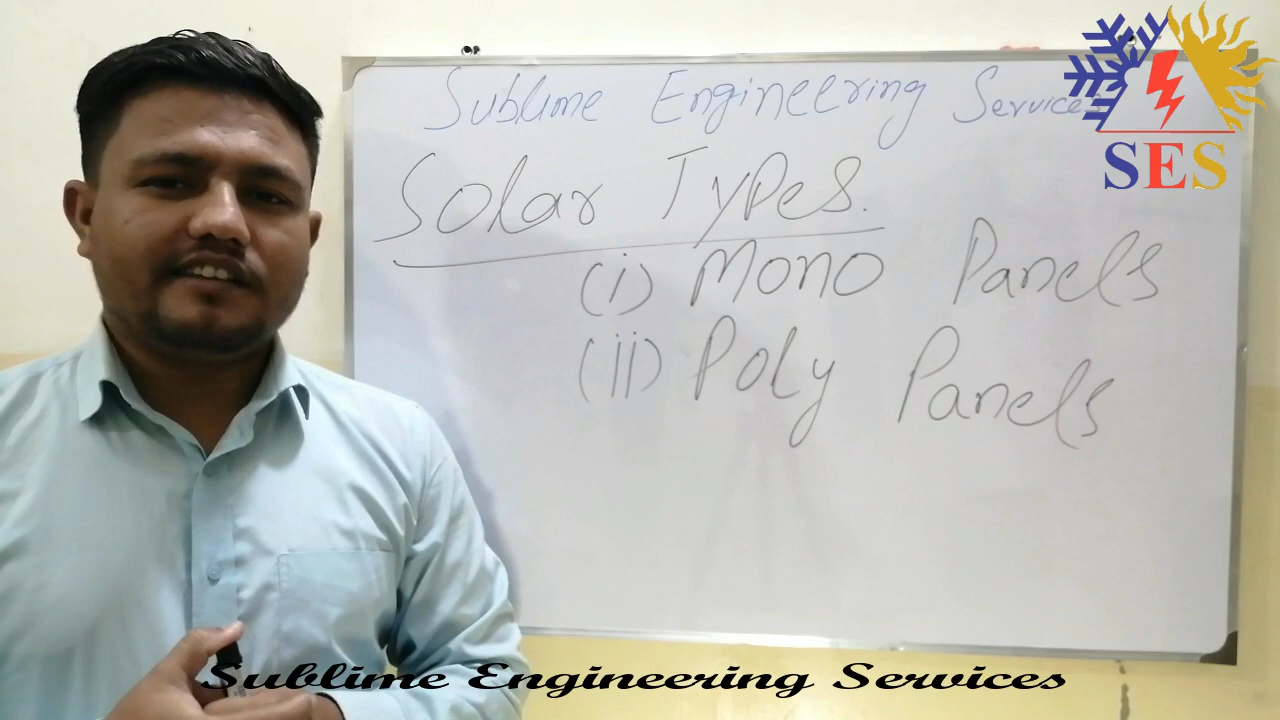 Sublime Engineering Services
SES
Solar Types.
(i) Mono Panels
(ii) Poly Panels
Sublime Engineering Services